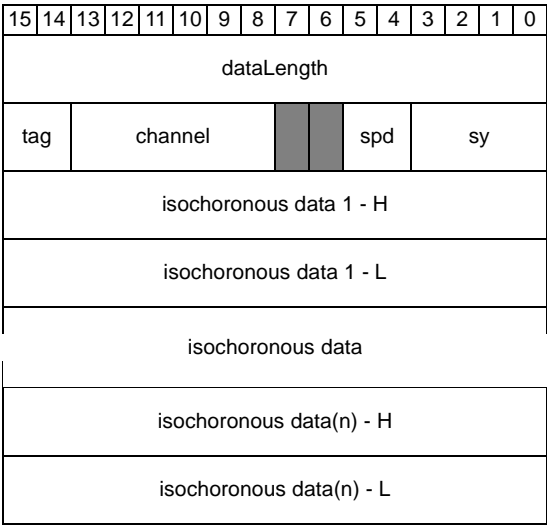 15 14 13 12 11 10 9 8 7 6 5 4 3 2 1 0
dataLength
tag channel spd sy
isochoronous data 1 - H
isochoronous data 1 - L
isochoronous data
isochoronous data(n) - H
isochoronous data(n) - L